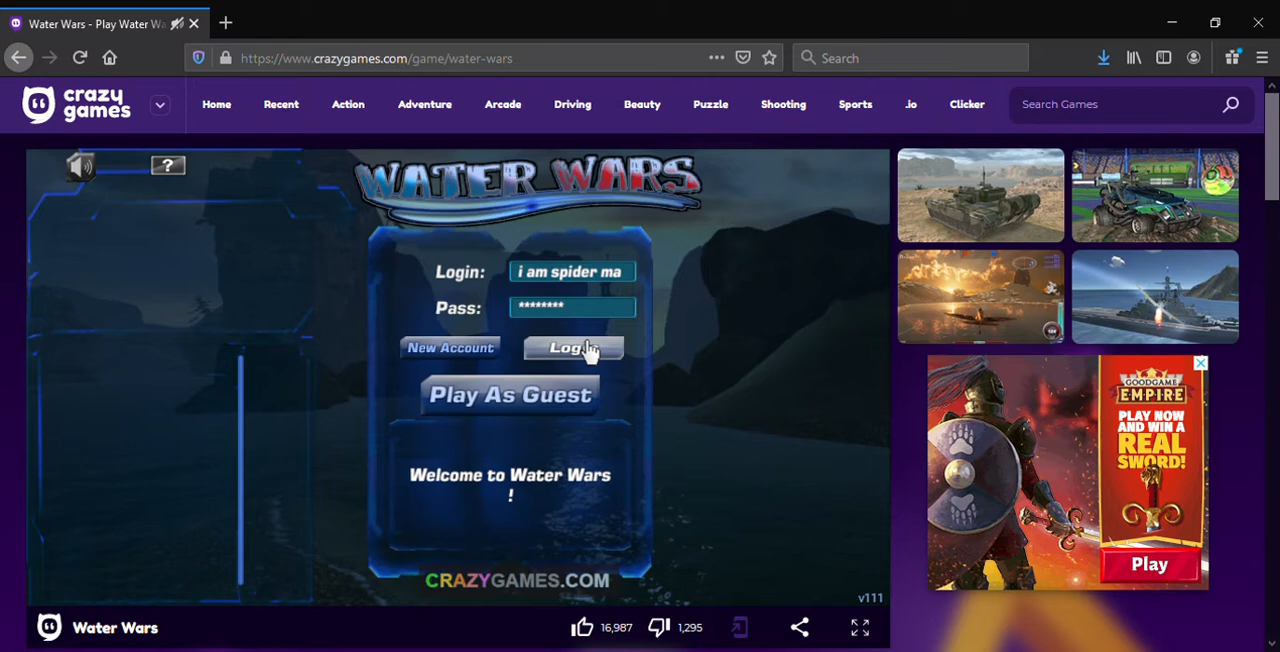 Water Wars - Play Water Wa
https://www.crazygames.com/game/water-wars
Search
crazy games
Home
Recent
Action
Adventure
Arcade
Driving
Beauty
Puzzle
Shooting
Sports
.io
Clicker
Search Games
?
WATER WARS
Login:
i am spider ma
Pass:
********
New Account
Play As Guest
Welcome to Water Wars
!
CRAZYGAMES.COM
v111
GOODGAME
EMPIRE
PLAY NOW
AND WIN A
REAL
SWORD!
Play
Water Wars
16,987
1,295